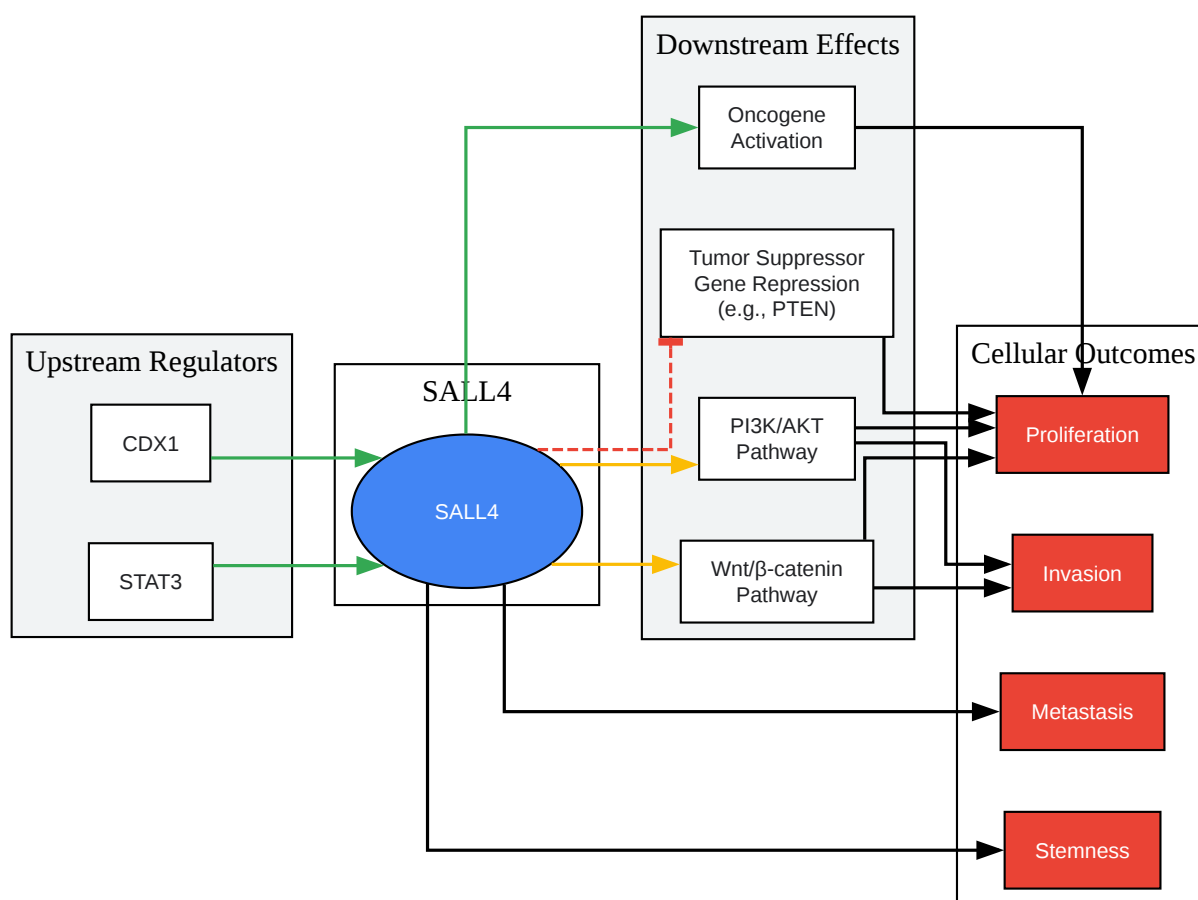 Upstream Regulators
CDX1
STAT3
SALL4
SALL4
Downstream Effects
Oncogene
Activation
Tumor Suppressor
Gene Repression
(e.g., PTEN)
PI3K/AKT
Pathway
Wnt/β-catenin
Pathway
Cellular Outcomes
Proliferation
Invasion
Metastasis
Stemness